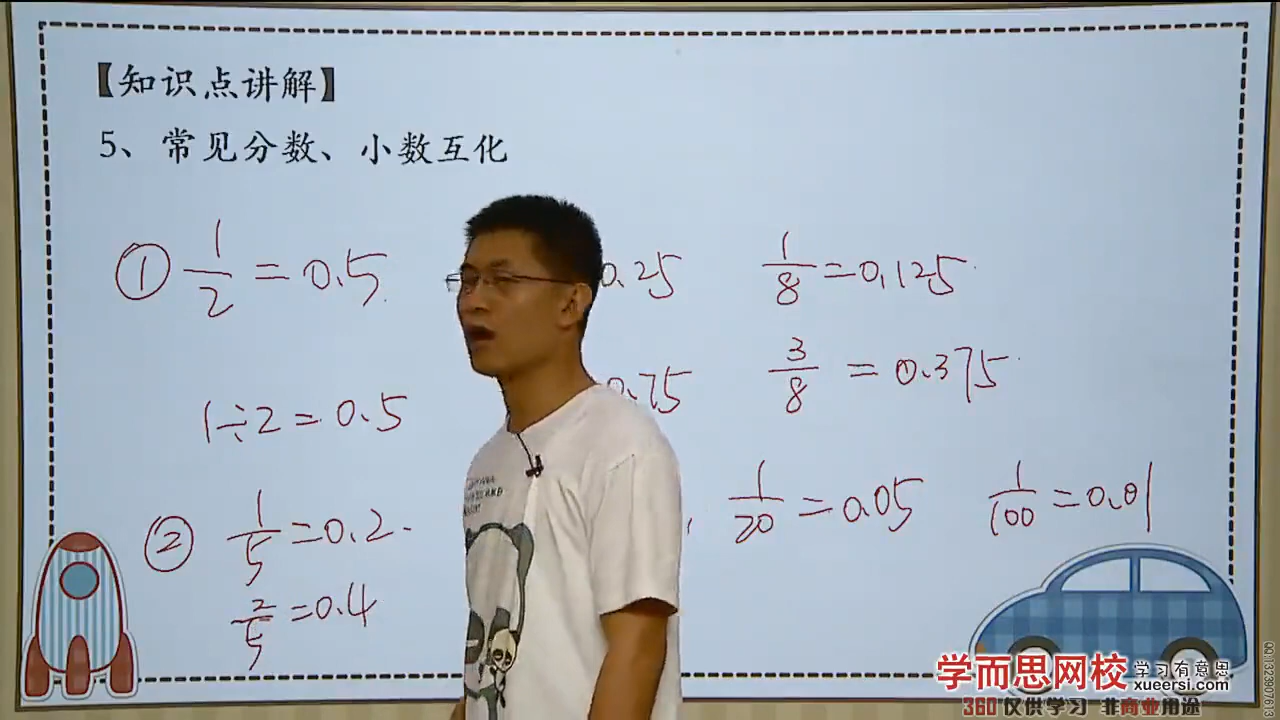 【知识点讲解】
5、常见分数、小数互化
① 1/2 = 0.5
0.25
1/8 = 0.125
0.75
3/8 = 0.375
1÷2 = 0.5
② 1/5 = 0.2
1/20 = 0.05
1/100 = 0.01
2/5 = 0.4
学而思网校 学习有意思
xueersi.com
360°仅供学习 非商业用途